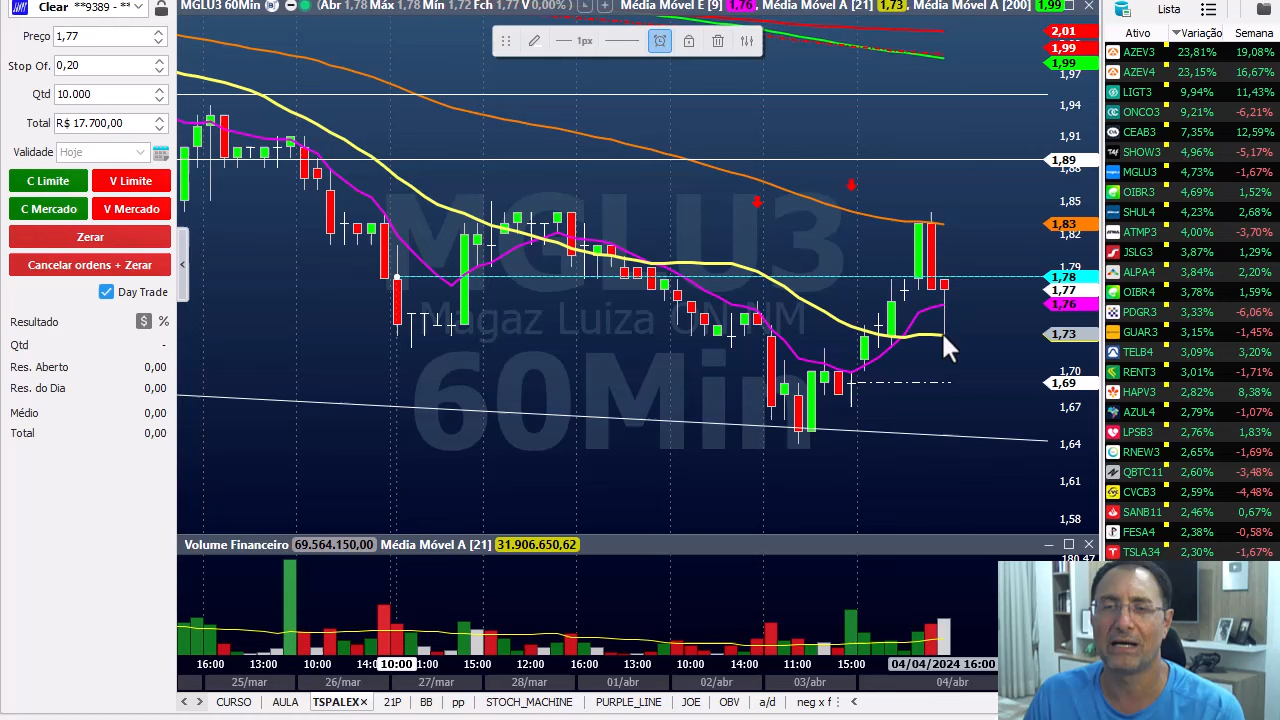 Clear **9389 - **
Preço 1,77
Stop Of. 0,20
Qtd 10.000
Total R$ 17.700,00
Validade Hoje
C Limite V Limite
C Mercado V Mercado
Zerar
Cancelar ordens + Zerar
Day Trade
Resultado $ %
Qtd -
Res. Aberto 0,00
Res. do Dia 0,00
Médio 0,00
Total 0,00
MGLU3 60Min (Abr 1,78 Máx 1,78 Mín 1,72 Fch 1,77 V 0.00%) Média Móvel E [9] 1,76 Média Móvel A [21] 1,73 Média Móvel A [200] 1,99
1px
MGLU3
Magaz Luiza ON NM
60Min
2,01
1,99
1,99
1,97
1,94
1,91
1,89
1,88
1,85
1,83
1,82
1,79
1,78
1,77
1,76
1,73
1,70
1,69
1,67
1,64
1,61
1,58
Volume Financeiro 69.564.150,00 Média Móvel A [21] 31.906.650,62
180,47
16:00 13:00 10:00 14:0 10:00 1:00 15:00 12:00 16:00 13:00 10:00 14:00 11:00 15:00 04/04/2024 16:00
25/mar 26/mar 27/mar 28/mar 01/abr 02/abr 03/abr 04/abr
CURSO AULA TSPALEX× 21P BB pp STOCH_MACHINE PURPLE_LINE JOE OBV a/d neg x f
Lista
Ativo Variação Semana
AZEV3 23,81% 19,08%
AZEV4 23,15% 16,67%
LIGT3 9,94% 11,43%
ONCO3 9,21% -6,21%
CEAB3 7,35% 12,59%
SHOW3 4,96% -5,17%
MGLU3 4,73% -1,67%
OIBR3 4,69% 1,52%
SHUL4 4,23% 2,68%
ATMP3 4,00% -3,70%
JSLG3 3,87% 1,29%
ALPA4 3,84% 2,20%
OIBR4 3,78% 1,59%
PDGR3 3,33% -6,06%
GUAR3 3,15% -1,45%
TELB4 3,09% 3,20%
RENT3 3,01% -1,71%
HAPV3 2,82% 8,38%
AZUL4 2,79% -1,07%
LPSB3 2,76% 1,83%
RNEW3 2,65% -1,69%
QBTC11 2,60% -3,48%
CVCB3 2,59% -4,48%
SANB11 2,46% 0,67%
FESA4 2,38% -0,58%
TSLA34 2,30% -1,67%